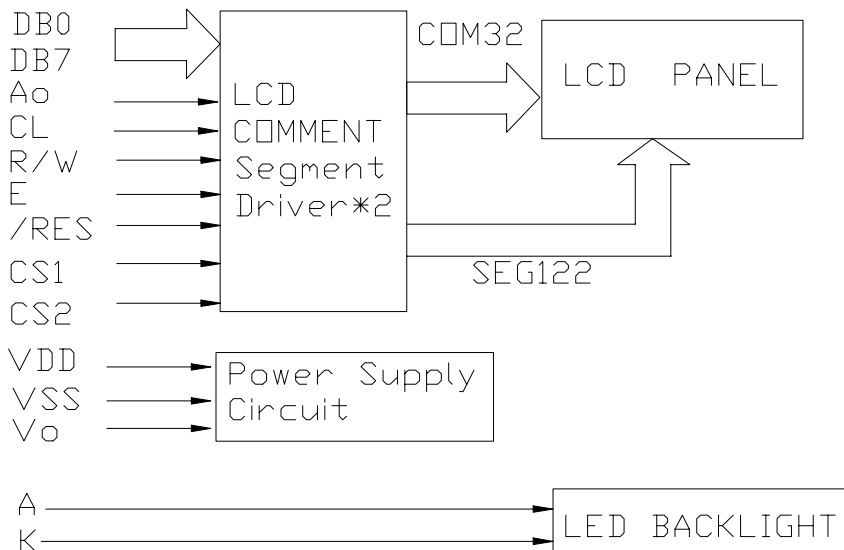 DB0
DB7
Ao
CL
R/W
E
/RES
CS1
CS2
LCD
COMMENT
Segment
Driver*2
COM32
LCD PANEL
SEG122
VDD
VSS
Vo
Power Supply
Circuit
A
K
LED BACKLIGHT